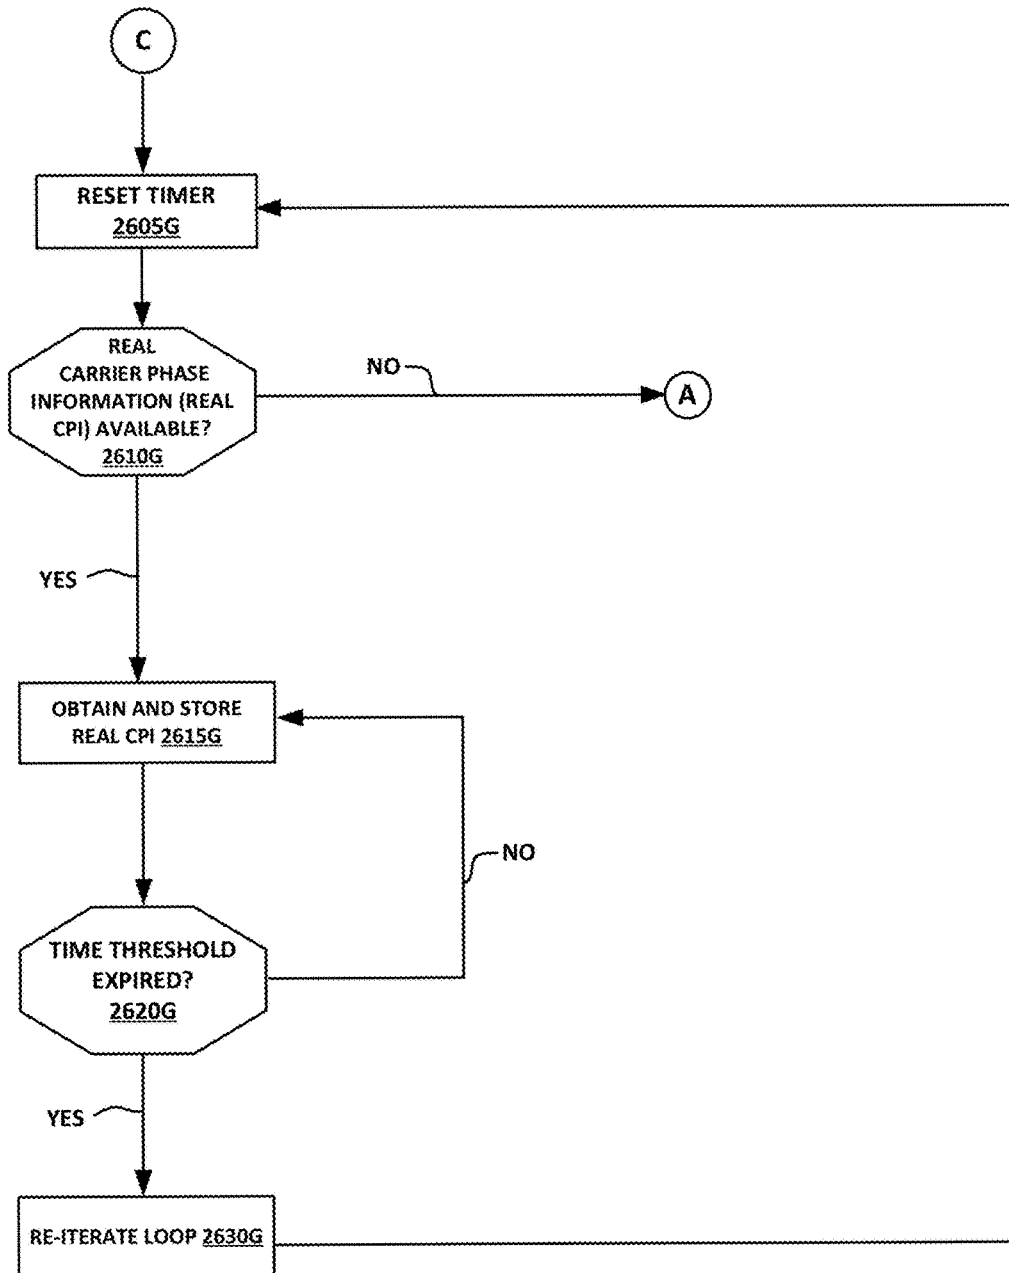 C
RESET TIMER
2605G
REAL
CARRIER PHASE
INFORMATION (REAL
CPI) AVAILABLE?
2610G
NO
A
YES
OBTAIN AND STORE
REAL CPI 2615G
NO
TIME THRESHOLD
EXPIRED?
2620G
YES
RE-ITERATE LOOP 2630G